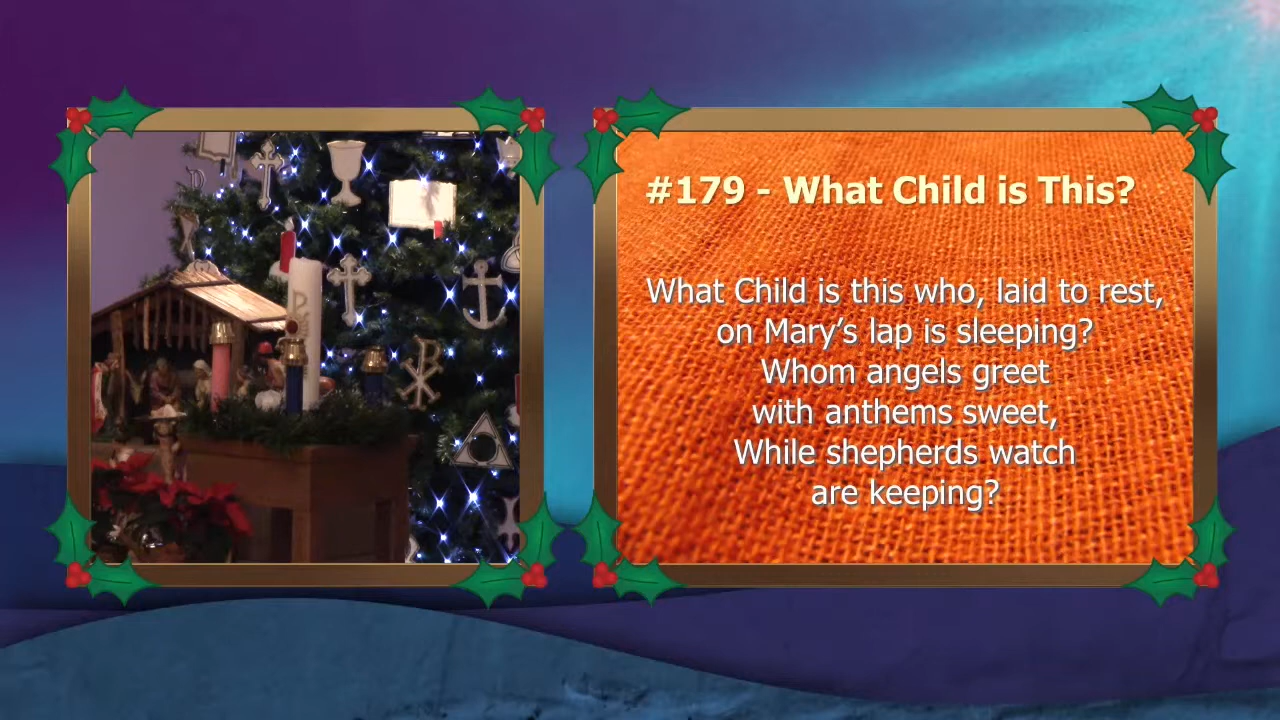 #179 - What Child is This?
What Child is this who, laid to rest,
on Mary’s lap is sleeping?
Whom angels greet
with anthems sweet,
While shepherds watch
are keeping?